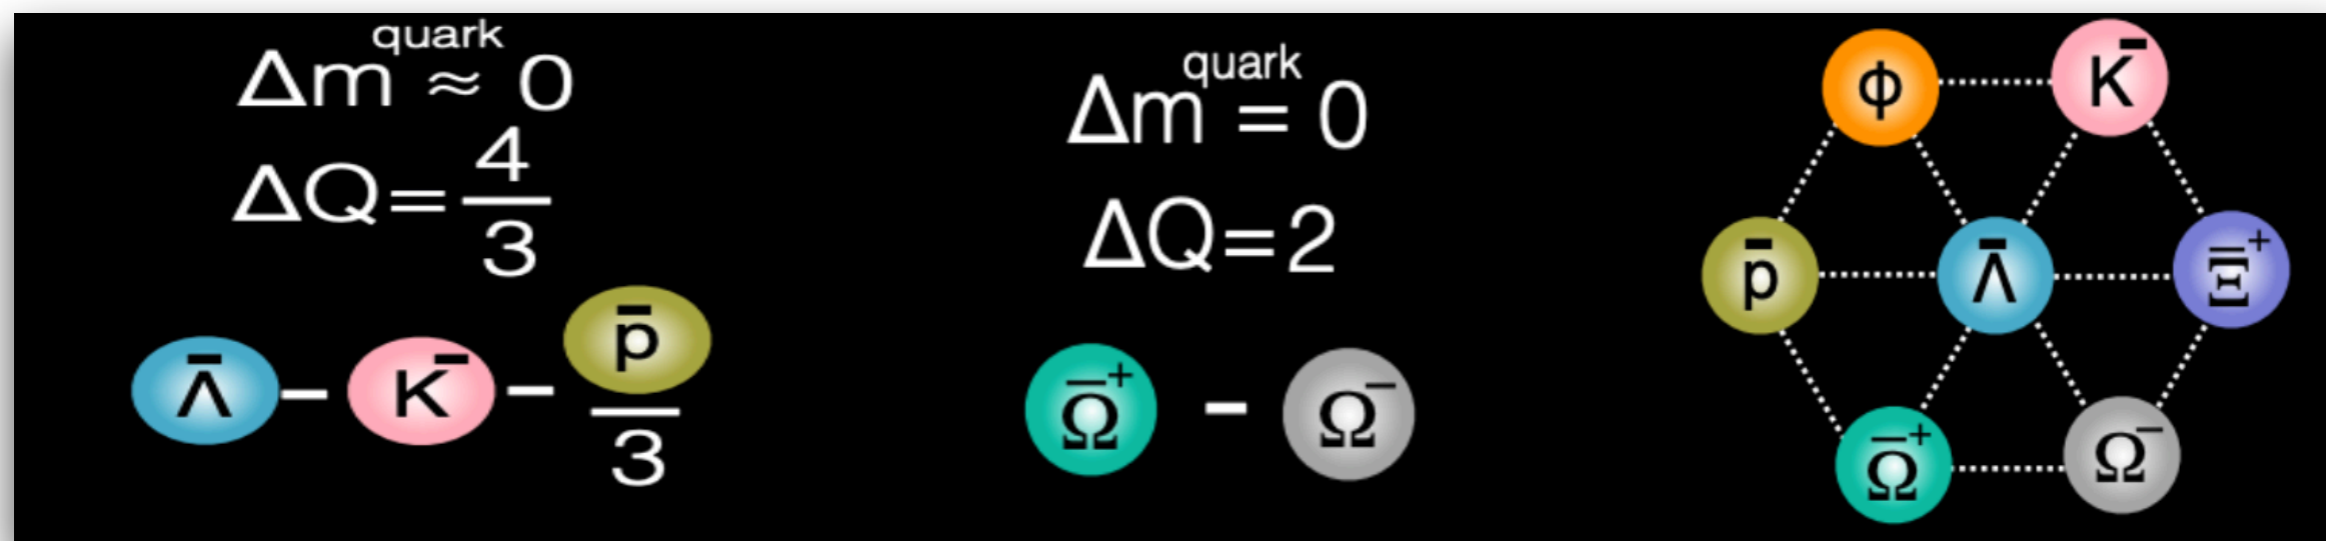 quark
Δm ≈ 0
ΔQ = 4/3
Λ̄ - K⁻ - p̄/3
quark
Δm = 0
ΔQ=2
Ω̄⁺ - Ω⁻
ϕ K⁻
p̄ Λ̄ Ξ̄⁺
Ω̄⁺ Ω⁻